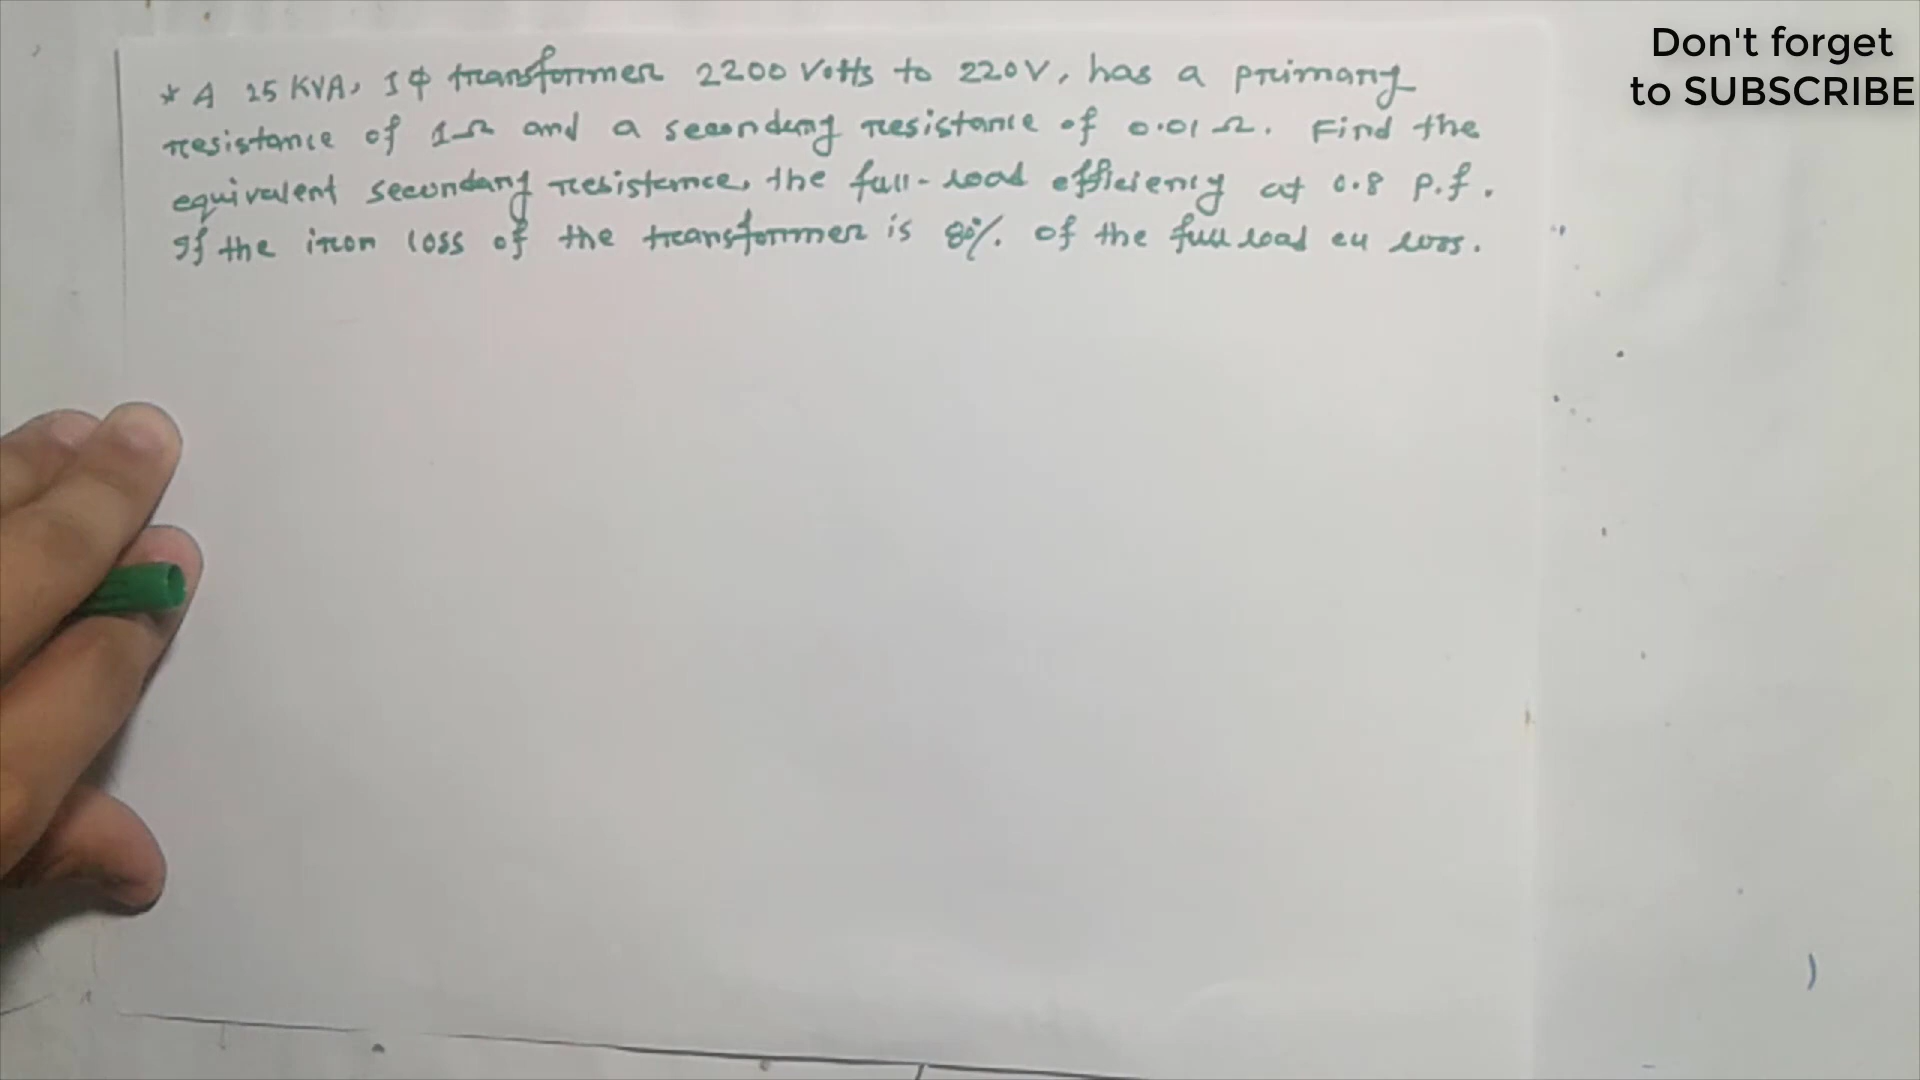 * A 25 KVA, 1φ transformer 2200 Volts to 220V, has a primary
resistance of 1Ω and a secondary resistance of 0.01Ω. Find the
equivalent secondary resistance, the full-load efficiency at 0.8 p.f.
If the iron loss of the transformer is 80% of the full load cu loss.
Don't forget
to SUBSCRIBE